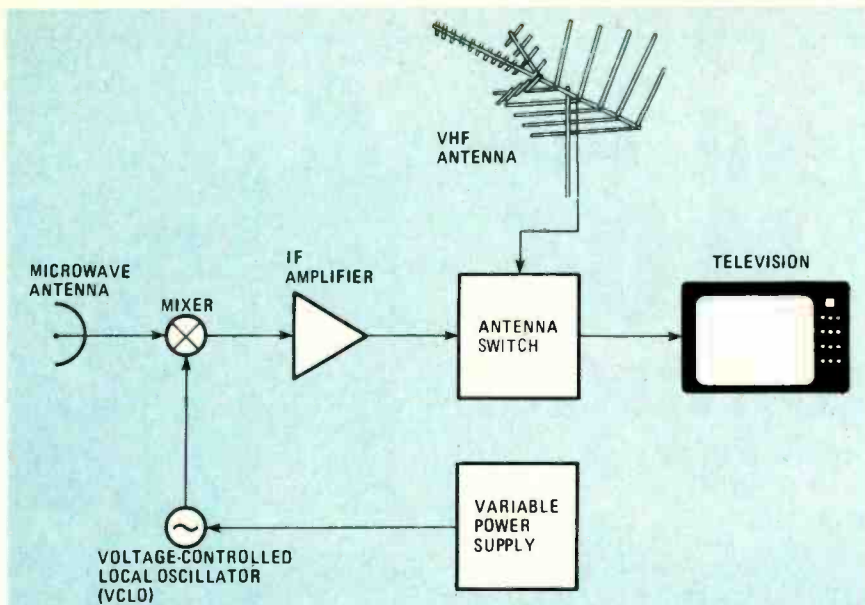 VHF
ANTENNA
MICROWAVE
ANTENNA
MIXER
IF
AMPLIFIER
ANTENNA
SWITCH
TELEVISION
VOLTAGE-CONTROLLED
LOCAL OSCILLATOR
(VCLO)
VARIABLE
POWER
SUPPLY